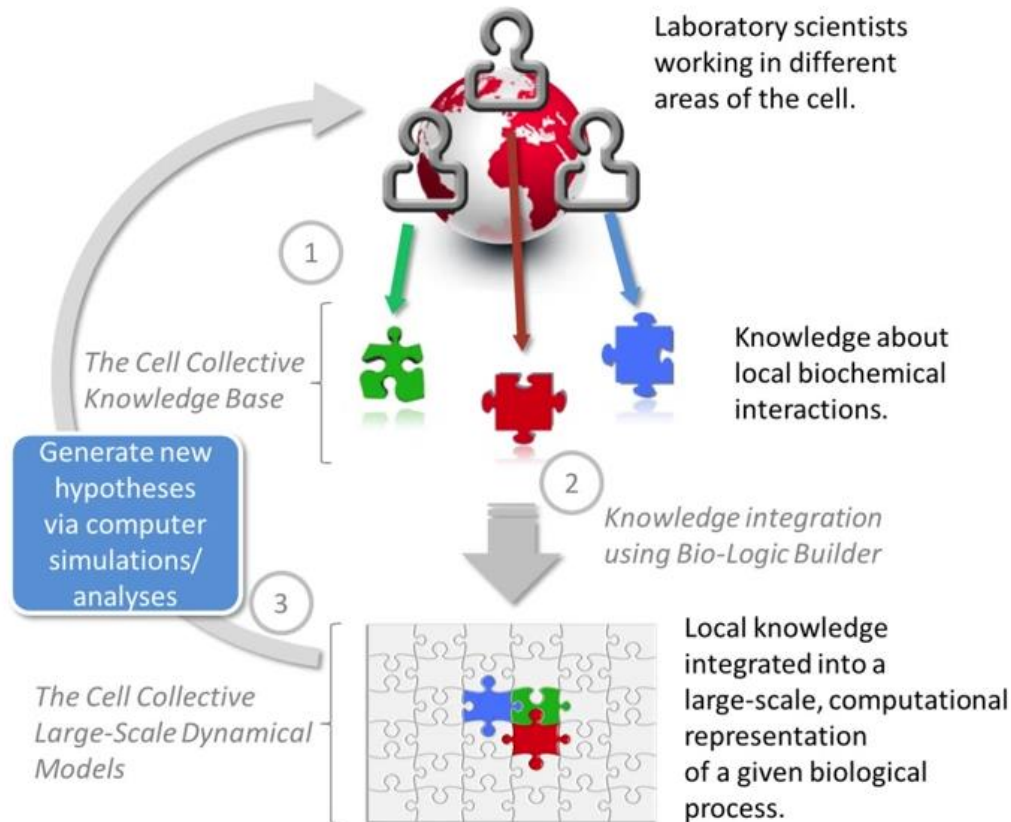 Laboratory scientists
working in different
areas of the cell.
1
The Cell Collective
Knowledge Base
Knowledge about
local biochemical
interactions.
Generate new
hypotheses
via computer
simulations/
analyses
2
Knowledge integration
using Bio-Logic Builder
3
The Cell Collective
Large-Scale Dynamical
Models
Local knowledge
integrated into a
large-scale, computational
representation
of a given biological
process.